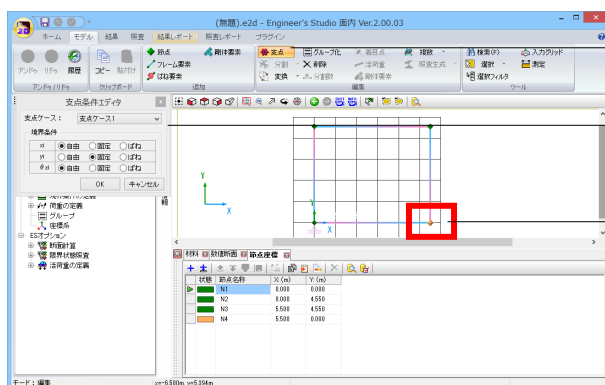 (無題).e2d - Engineer's Studio 面内 Ver.2.00.03
ホーム モデル 結果 照査 結果レポート 照査レポート プラグイン
アンドゥ リドゥ 履歴 コピー 貼付け
節点 剛体要素
フレーム要素
ばね要素
支点 グループ化 着目点 複数
分割 削除 活荷重 照査生成
変換 ばね分割数 剛体要素
検索(F) 入力グリッド
選択 測定
選択フィルタ
アンドゥ/リドゥ クリップボード 追加 編集 ツール
支点条件エディタ
支点ケース： 支点ケース1
境界条件
xl 自由 固定 ばね
yl 自由 固定 ばね
θzl 自由 固定 ばね
OK キャンセル
荷重の定義
グループ
座標系
ESオプション
断面計算
限界状態照査
活荷重の定義
Y
X
Y
X
材料 数値断面 節点座標
状態 節点名称 X (m) Y (m)
N1 0.000 0.000
N2 0.000 4.550
N3 5.500 4.550
N4 5.500 0.000
モード：編集 x=-6.500m y=5.394m